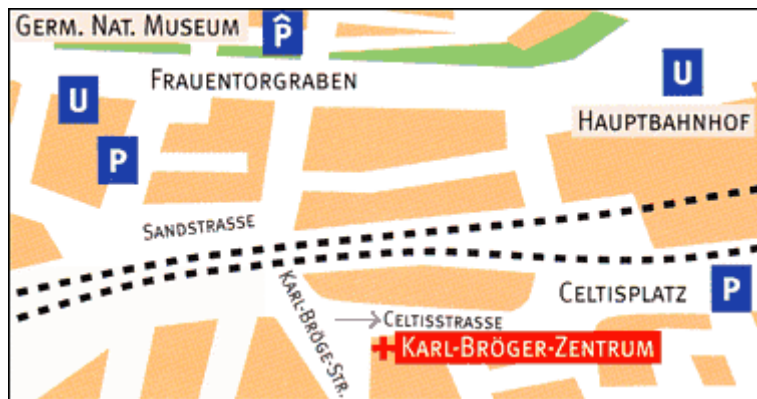 GERM. NAT. MUSEUM
P
FRAUENTORGRABEN
U
U
HAUPTBAHNHOF
P
SANDSTRASSE
KARL-BRÖGE-STR.
CELTISPLATZ
P
CELTISSTRASSE
KARL-BRÖGER-ZENTRUM